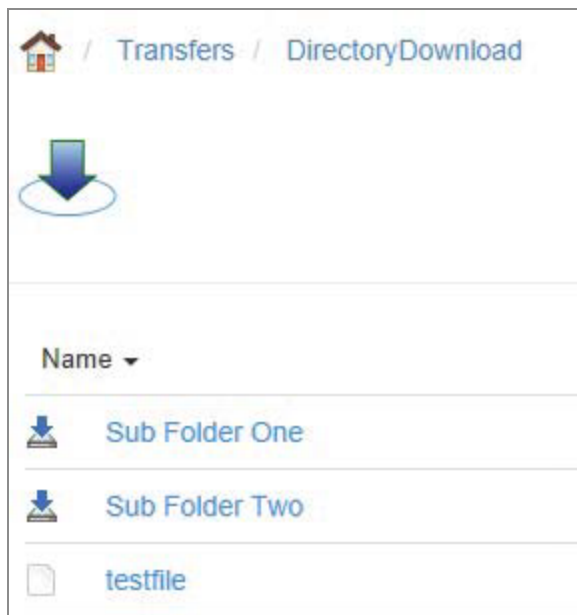 / Transfers / DirectoryDownload
Name
Sub Folder One
Sub Folder Two
testfile